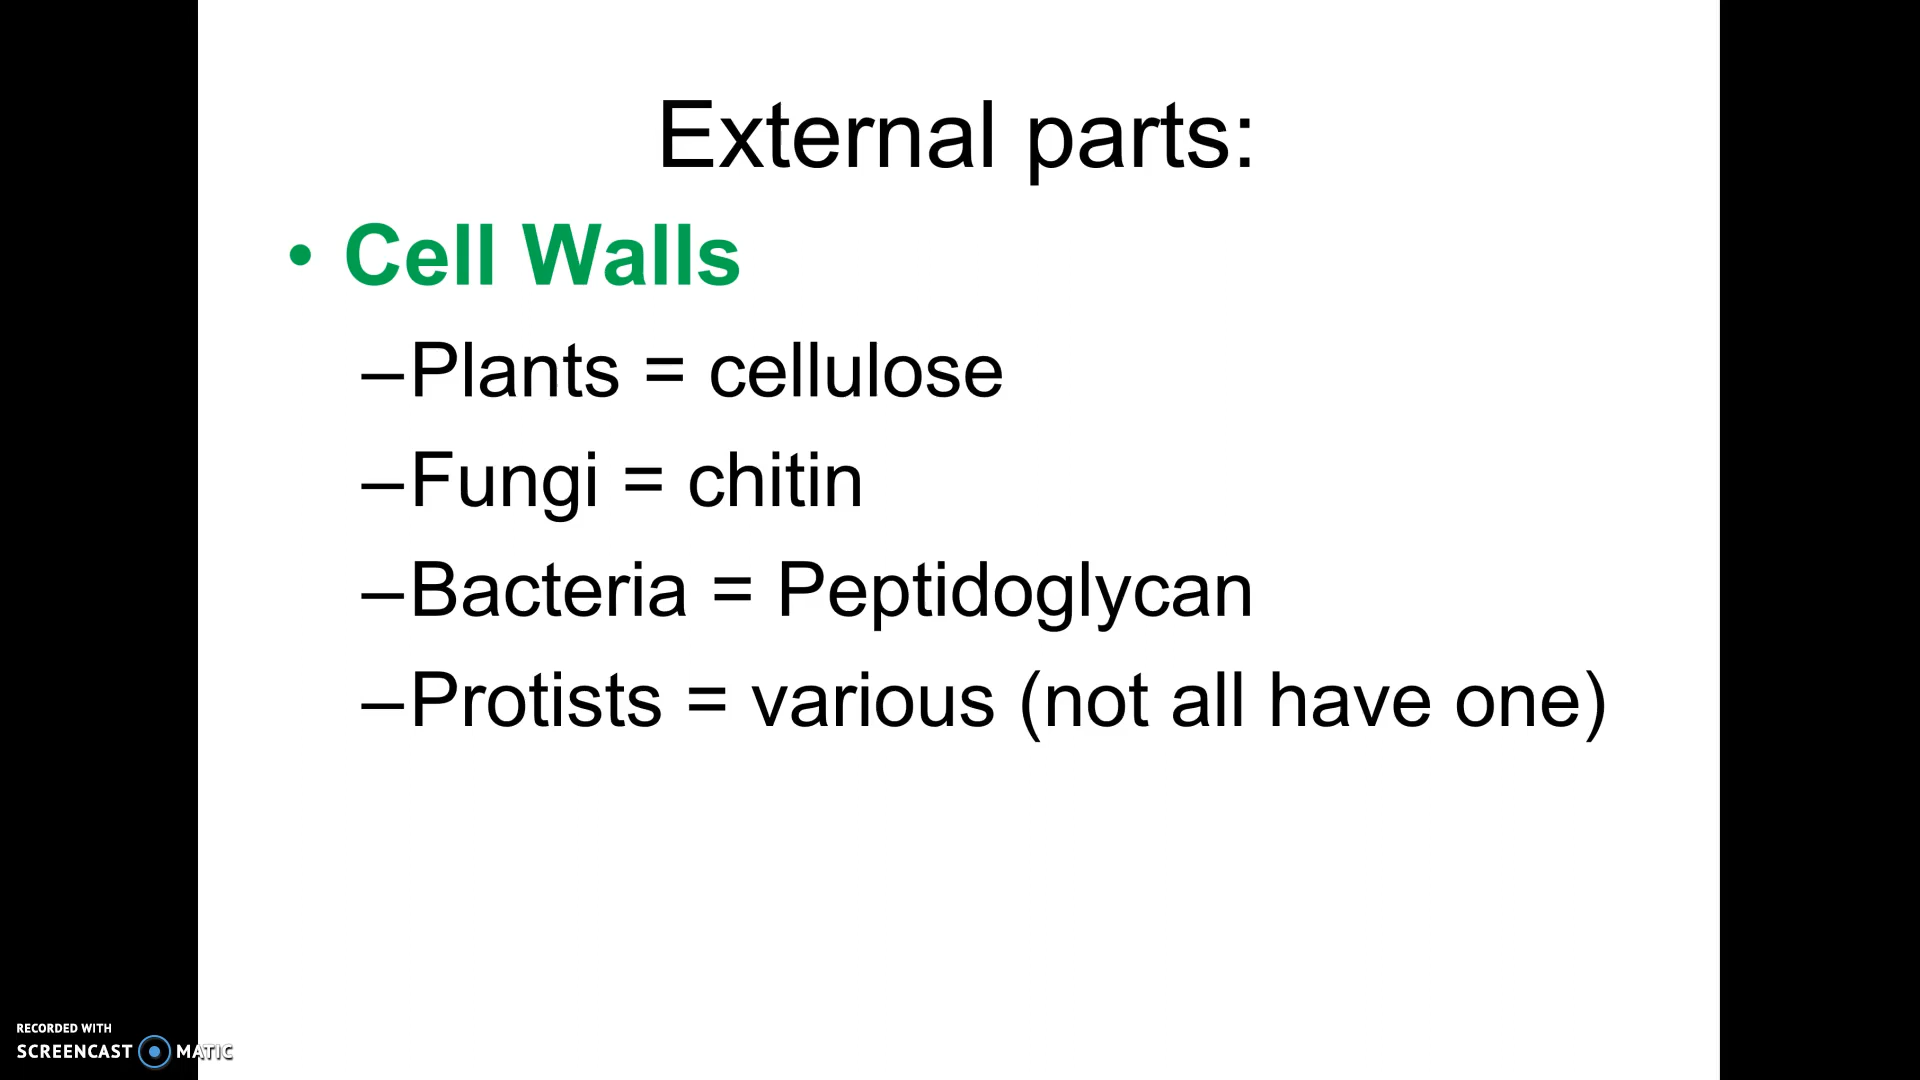 External parts:
• Cell Walls
–Plants = cellulose
–Fungi = chitin
–Bacteria = Peptidoglycan
–Protists = various (not all have one)
RECORDED WITH
SCREENCAST MATIC